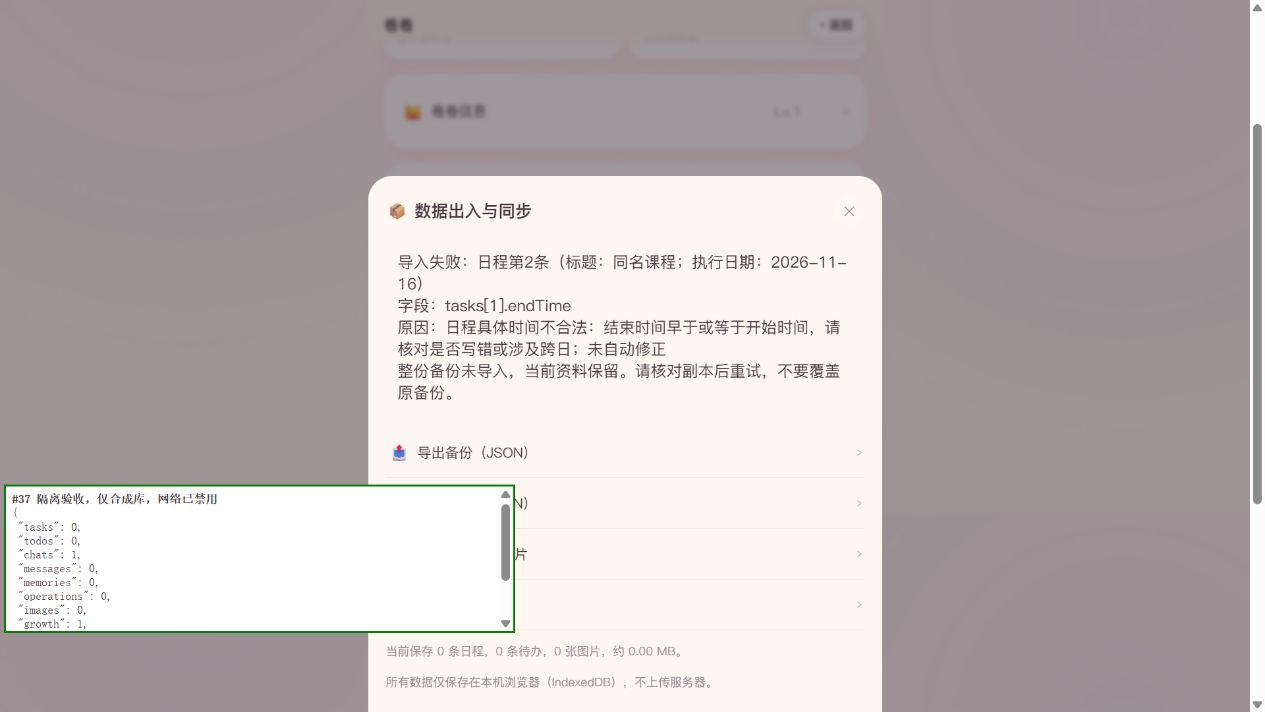 卷卷
返回
卷卷信息
Lv.1
📦 数据出入与同步
导入失败：日程第2条（标题：同名课程；执行日期：2026-11-
16）
字段：tasks[1].endTime
原因：日程具体时间不合法：结束时间早于或等于开始时间，请
核对是否写错或涉及跨日；未自动修正
整份备份未导入，当前资料保留。请核对副本后重试，不要覆盖
原备份。
导出备份（JSON）
N）
片
#37 隔离验收，仅合成库，网络已禁用
{
"tasks": 0,
"todos": 0,
"chats": 1,
"messages": 0,
"memories": 0,
"operations": 0,
"images": 0,
"growth": 1,
当前保存 0 条日程，0 条待办，0 张图片，约 0.00 MB。
所有数据仅保存在本机浏览器（IndexedDB），不上传服务器。